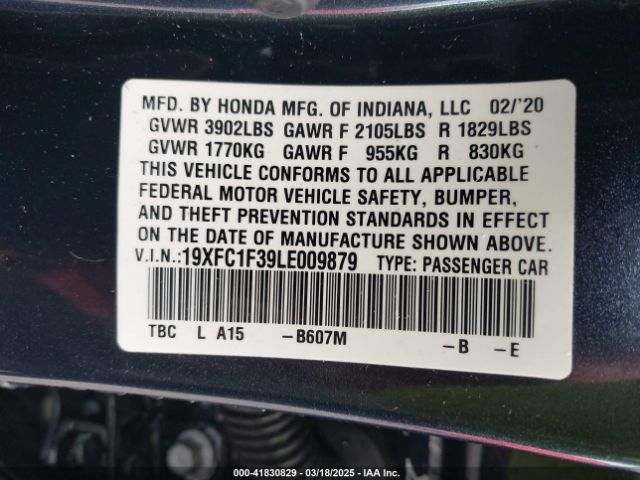 MFD. BY HONDA MFG. OF INDIANA, LLC 02/'20
GVWR 3902LBS GAWR F 2105LBS R 1829LBS
GVWR 1770KG GAWR F 955KG R 830KG
THIS VEHICLE CONFORMS TO ALL APPLICABLE
FEDERAL MOTOR VEHICLE SAFETY, BUMPER,
AND THEFT PREVENTION STANDARDS IN EFFECT
ON THE DATE OF MANUFACTURE SHOWN ABOVE.
V.I.N.:19XFC1F39LE009879 TYPE: PASSENGER CAR
TBC L A15 -B607M -B -E
000-41830829 - 03/18/2025 - IAA Inc.